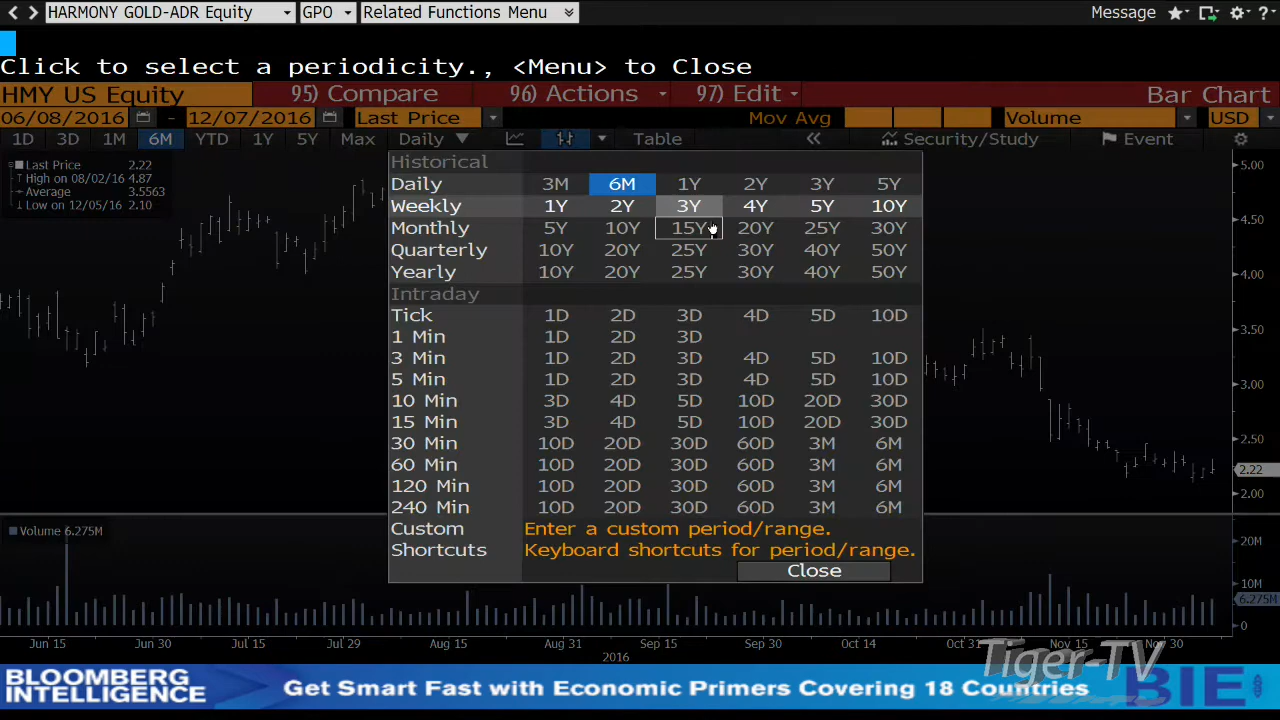 HARMONY GOLD-ADR Equity GPO Related Functions Menu Message ?
Click to select a periodicity., <Menu> to Close
HMY US Equity 95) Compare 96) Actions 97) Edit Bar Chart
06/08/2016 - 12/07/2016 Last Price Mov Avg Volume USD
1D 3D 1M 6M YTD 1Y 5Y Max Daily Table Security/Study Event
Historical
Daily 3M 6M 1Y 2Y 3Y 5Y
Weekly 1Y 2Y 3Y 4Y 5Y 10Y
Monthly 5Y 10Y 15Y 20Y 25Y 30Y
Quarterly 10Y 20Y 25Y 30Y 40Y 50Y
Yearly 10Y 20Y 25Y 30Y 40Y 50Y
Intraday
Tick 1D 2D 3D 4D 5D 10D
1 Min 1D 2D 3D
3 Min 1D 2D 3D 4D 5D 10D
5 Min 1D 2D 3D 4D 5D 10D
10 Min 3D 4D 5D 10D 20D 30D
15 Min 3D 4D 5D 10D 20D 30D
30 Min 10D 20D 30D 60D 3M 6M
60 Min 10D 20D 30D 60D 3M 6M
120 Min 10D 20D 30D 60D 3M 6M
240 Min 10D 20D 30D 60D 3M 6M
Custom Enter a custom period/range.
Shortcuts Keyboard shortcuts for period/range.
Close
Last Price 2.22
High on 08/02/16 4.87
Average 3.5563
Low on 12/05/16 2.10
5.00
4.50
4.00
3.50
3.00
2.50
2.22
2.00
Volume 6.275M
20M
10M
6.275M
0
Jun 15 Jun 30 Jul 15 Jul 29 Aug 15 Aug 31 Sep 15 Sep 30 Oct 14 Oct 31 Nov 15 Nov 30
2016
Tiger-TV
BLOOMBERG
INTELLIGENCE
Get Smart Fast with Economic Primers Covering 18 Countries
BIE